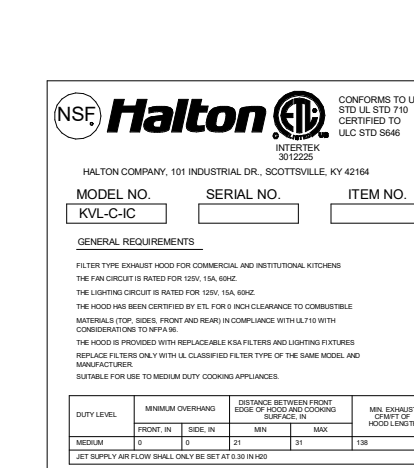 NSF.
Halton
ETL
LISTED
INTERTEK
3012225
CONFORMS TO U
STD UL STD 710
CERTIFIED TO
ULC STD S646
HALTON COMPANY, 101 INDUSTRIAL DR., SCOTTSVILLE, KY 42164
MODEL NO. SERIAL NO. ITEM NO.
KVL-C-IC
GENERAL REQUIREMENTS
FILTER TYPE EXHAUST HOOD FOR COMMERCIAL AND INSTITUTIONAL KITCHENS
THE FAN CIRCUIT IS RATED FOR 125V, 15A, 60HZ.
THE LIGHTING CIRCUIT IS RATED FOR 125V, 15A, 60HZ.
THE HOOD HAS BEEN CERTIFIED BY ETL FOR 0 INCH CLEARANCE TO COMBUSTIBLE
MATERIALS (TOP, SIDES, FRONT AND REAR) IN COMPLIANCE WITH UL710 WITH
CONSIDERATIONS TO NFPA 96.
THE HOOD IS PROVIDED WITH REPLACEABLE KSA FILTERS AND LIGHTING FIXTURES
REPLACE FILTERS ONLY WITH UL CLASSIFIED FILTER TYPE OF THE SAME MODEL AND
MANUFACTURER.
SUITABLE FOR USE TO MEDIUM DUTY COOKING APPLIANCES.
DUTY LEVEL
MINIMUM OVERHANG
DISTANCE BETWEEN FRONT
EDGE OF HOOD AND COOKING
SURFACE, IN
MIN. EXHAUS
CFM/FT OF
HOOD LENGTH
FRONT, IN SIDE, IN MIN MAX
MEDIUM 0 0 21 31 138
JET SUPPLY AIR FLOW SHALL ONLY BE SET AT 0.30 IN H20